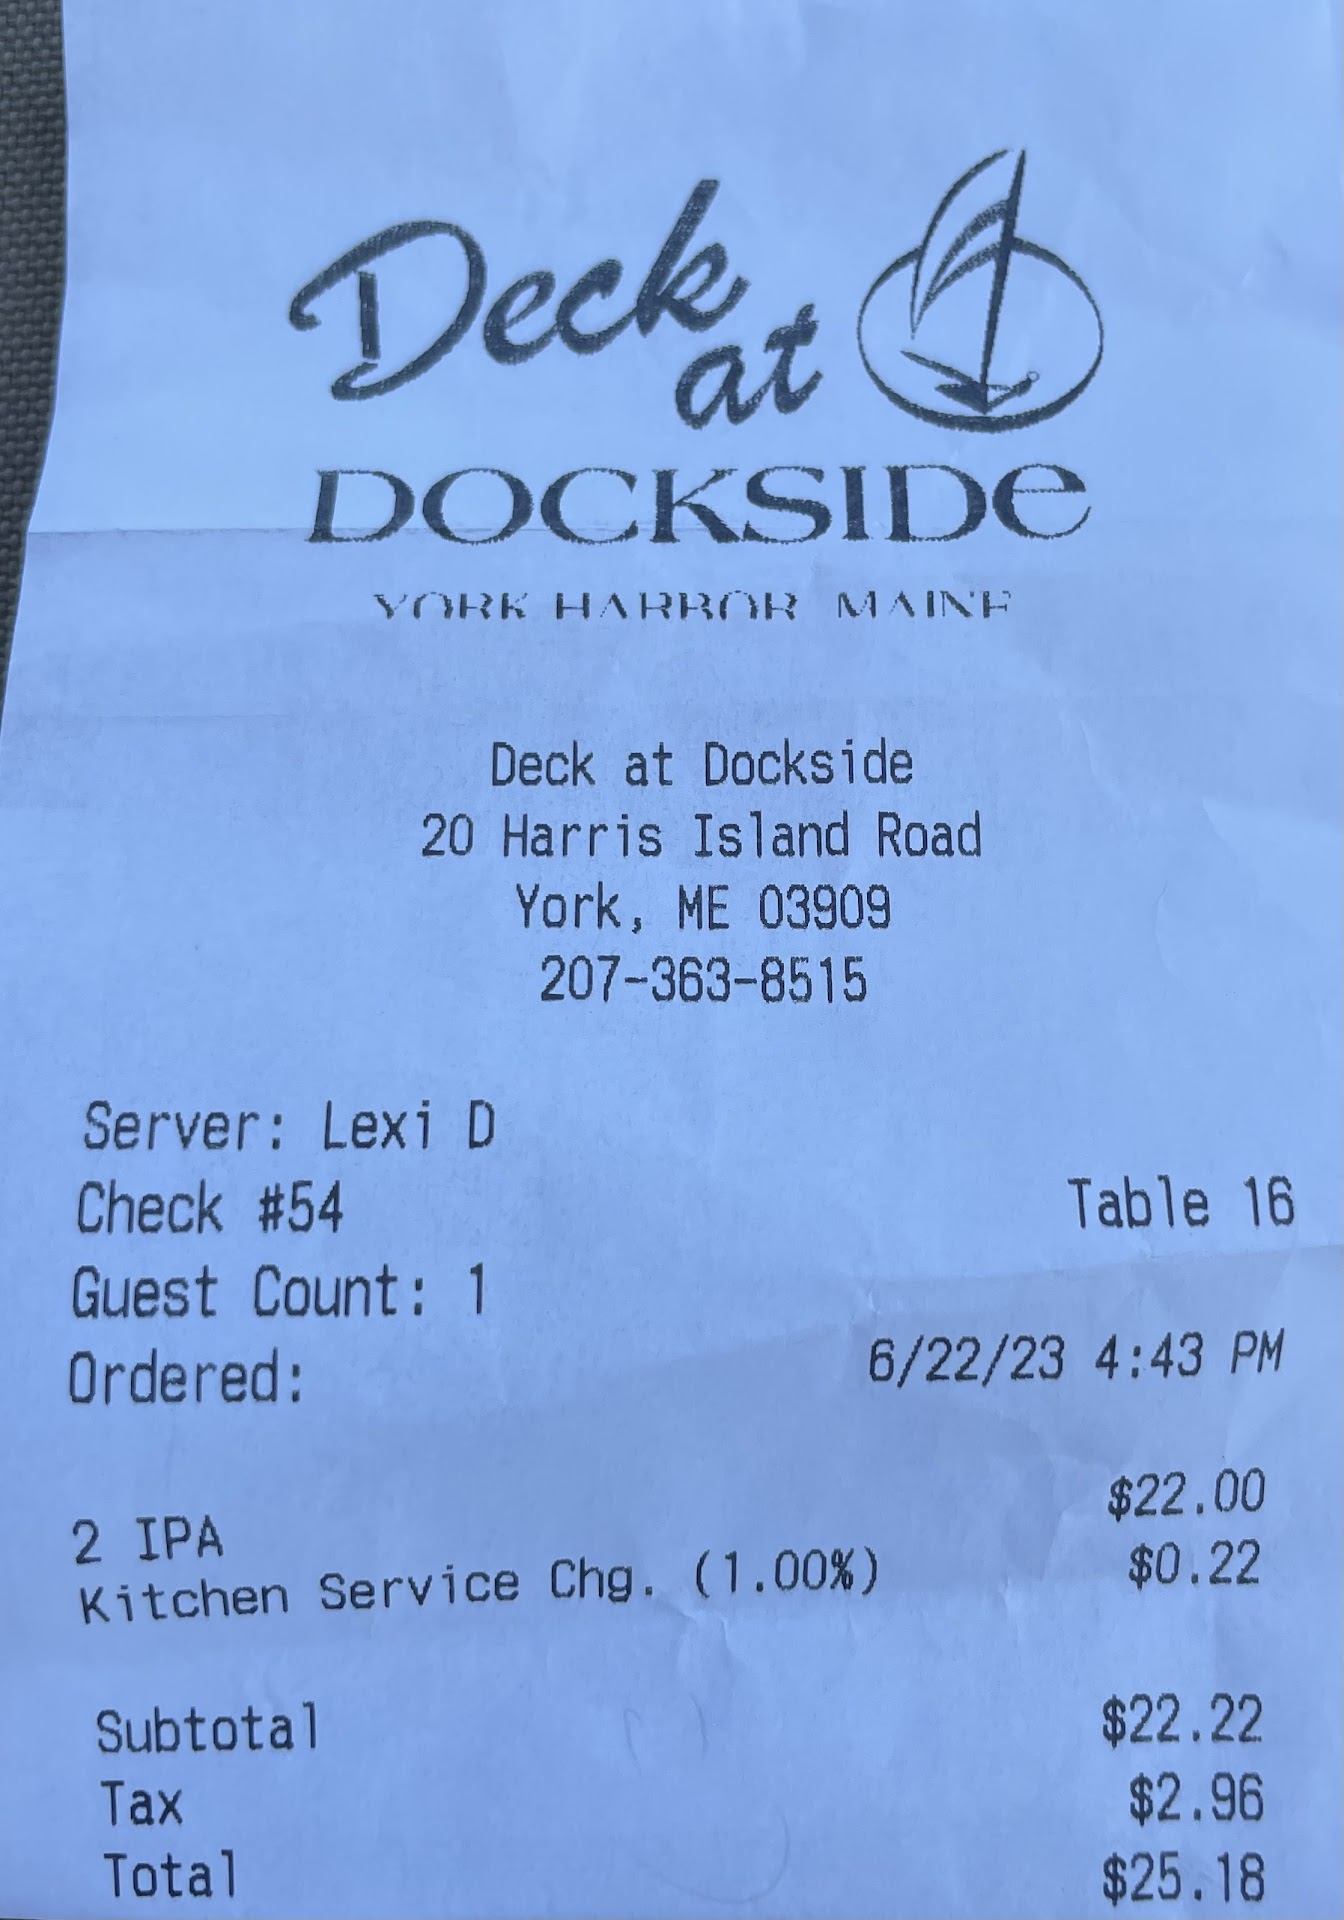 Deck
at
DOCKSIDe
YORK HARBOR MAINE
Deck at Dockside
20 Harris Island Road
York, ME 03909
207-363-8515
Server: Lexi D
Check #54 Table 16
Guest Count: 1
Ordered: 6/22/23 4:43 PM
2 IPA $22.00
Kitchen Service Chg. (1.00%) $0.22
Subtotal $22.22
Tax $2.96
Total $25.18